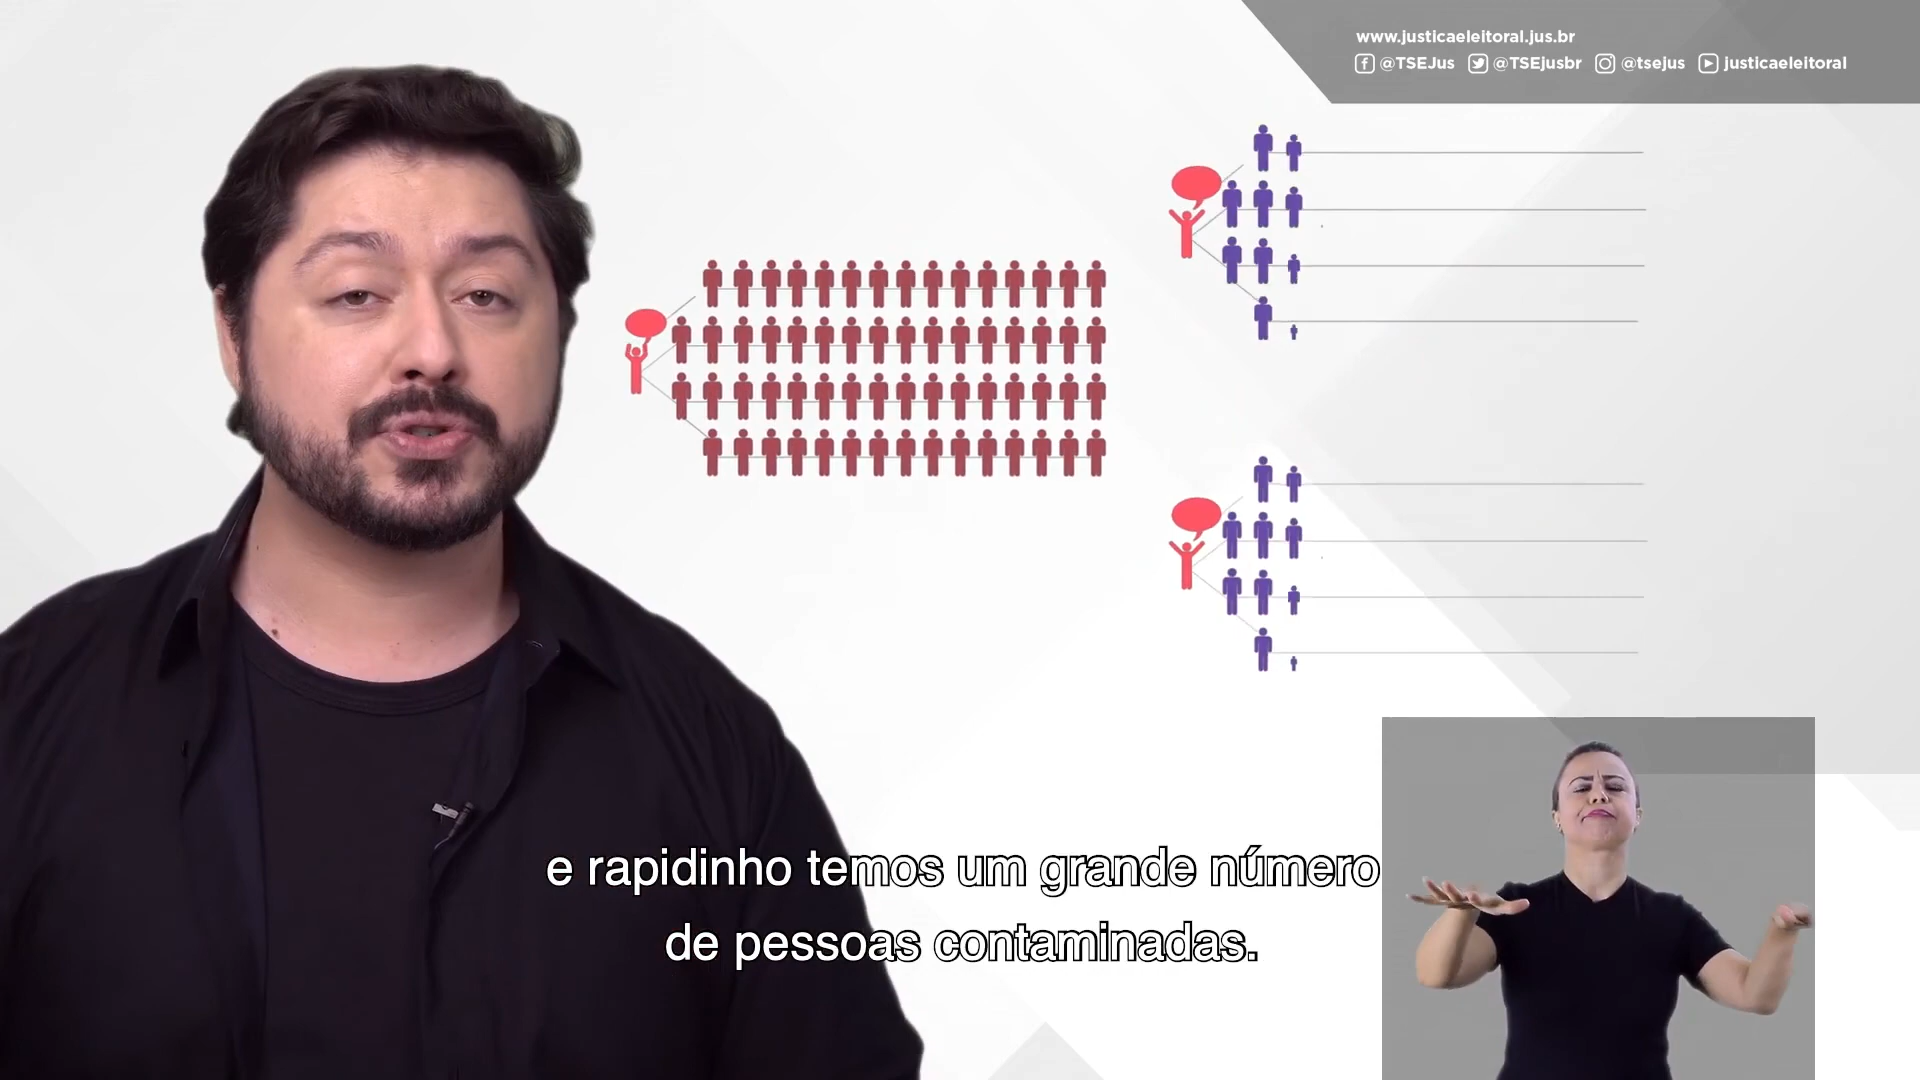 www.justicaeleitoral.jus.br
@TSEJus @TSEjusbr @tsejus justicaeleitoral
e rapidinho temos um grande número
de pessoas contaminadas.